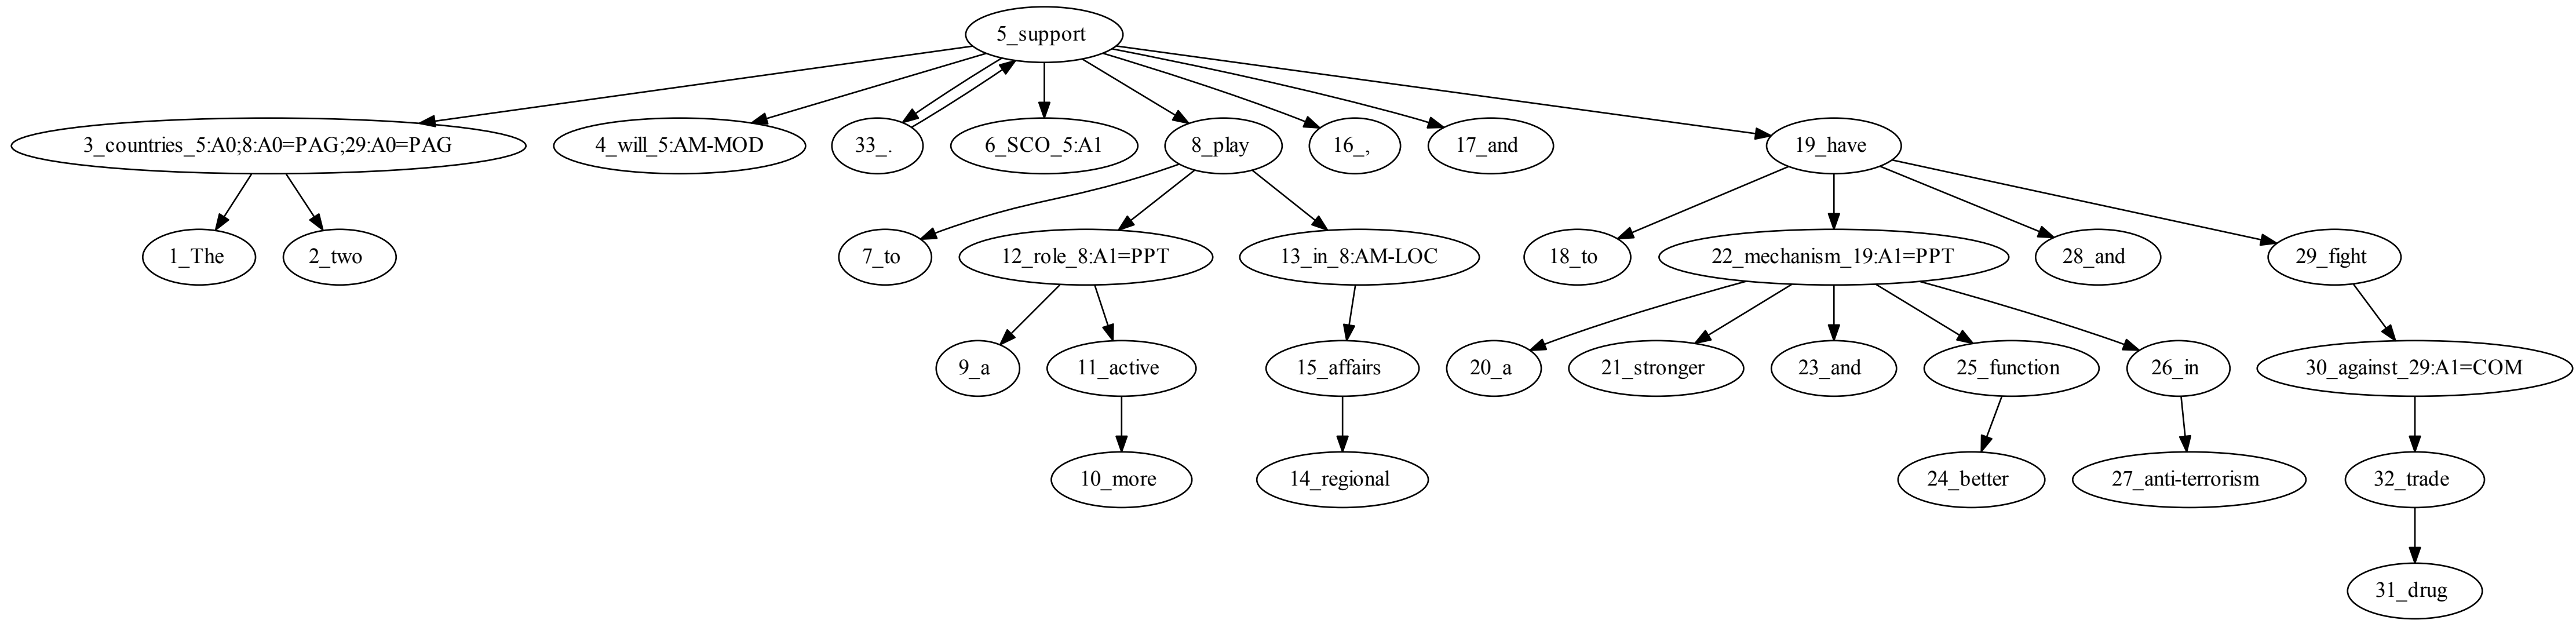 5_support
3_countries_5:A0;8:A0=PAG;29:A0=PAG
4_will_5:AM-MOD
33_.
6_SCO_5:A1
8_play
16_,
17_and
19_have
1_The
2_two
7_to
12_role_8:A1=PPT
13_in_8:AM-LOC
18_to
22_mechanism_19:A1=PPT
28_and
29_fight
9_a
11_active
15_affairs
20_a
21_stronger
23_and
25_function
26_in
30_against_29:A1=COM
10_more
14_regional
24_better
27_anti-terrorism
32_trade
31_drug